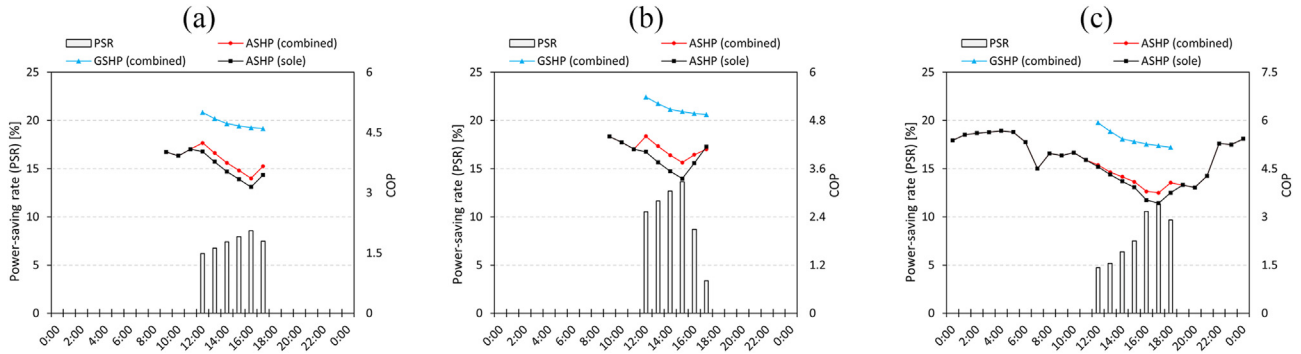 (a)
PSR
ASHP (combined)
GSHP (combined)
ASHP (sole)
Power-saving rate (PSR) [%]
25
20
15
10
5
0
6
4.5
3
1.5
0
COP
0:00 2:00 4:00 6:00 8:00 10:00 12:00 14:00 16:00 18:00 20:00 22:00 0:00
(b)
PSR
ASHP (combined)
GSHP (combined)
ASHP (sole)
Power-saving rate (PSR) [%]
25
20
15
10
5
0
6
4.8
3.6
2.4
1.2
0
COP
0:00 2:00 4:00 6:00 8:00 10:00 12:00 14:00 16:00 18:00 20:00 22:00 0:00
(c)
PSR
ASHP (combined)
GSHP (combined)
ASHP (sole)
Power-saving rate (PSR) [%]
25
20
15
10
5
0
7.5
6
4.5
3
1.5
0
COP
0:00 2:00 4:00 6:00 8:00 10:00 12:00 14:00 16:00 18:00 20:00 22:00 0:00